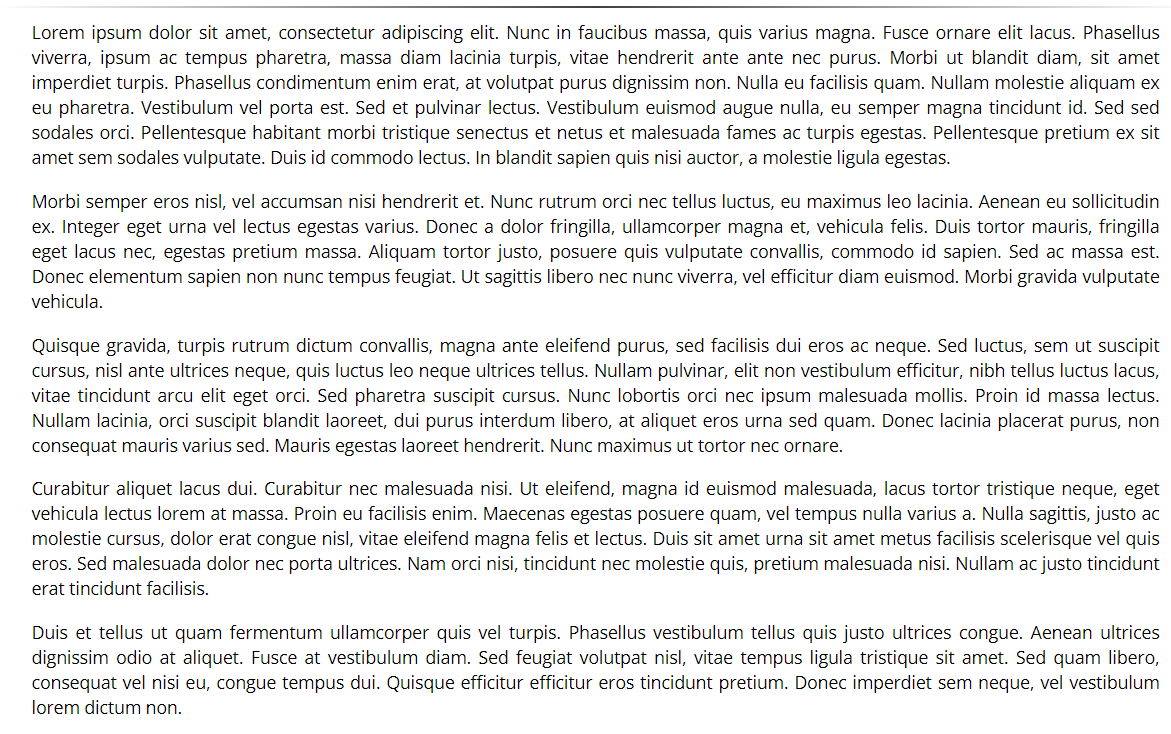 Lorem ipsum dolor sit amet, consectetur adipiscing elit. Nunc in faucibus massa, quis varius magna. Fusce ornare elit lacus. Phasellus
viverra, ipsum ac tempus pharetra, massa diam lacinia turpis, vitae hendrerit ante ante nec purus. Morbi ut blandit diam, sit amet
imperdiet turpis. Phasellus condimentum enim erat, at volutpat purus dignissim non. Nulla eu facilisis quam. Nullam molestie aliquam ex
eu pharetra. Vestibulum vel porta est. Sed et pulvinar lectus. Vestibulum euismod augue nulla, eu semper magna tincidunt id. Sed sed
sodales orci. Pellentesque habitant morbi tristique senectus et netus et malesuada fames ac turpis egestas. Pellentesque pretium ex sit
amet sem sodales vulputate. Duis id commodo lectus. In blandit sapien quis nisi auctor, a molestie ligula egestas.
Morbi semper eros nisl, vel accumsan nisi hendrerit et. Nunc rutrum orci nec tellus luctus, eu maximus leo lacinia. Aenean eu sollicitudin
ex. Integer eget urna vel lectus egestas varius. Donec a dolor fringilla, ullamcorper magna et, vehicula felis. Duis tortor mauris, fringilla
eget lacus nec, egestas pretium massa. Aliquam tortor justo, posuere quis vulputate convallis, commodo id sapien. Sed ac massa est.
Donec elementum sapien non nunc tempus feugiat. Ut sagittis libero nec nunc viverra, vel efficitur diam euismod. Morbi gravida vulputate
vehicula.
Quisque gravida, turpis rutrum dictum convallis, magna ante eleifend purus, sed facilisis dui eros ac neque. Sed luctus, sem ut suscipit
cursus, nisl ante ultrices neque, quis luctus leo neque ultrices tellus. Nullam pulvinar, elit non vestibulum efficitur, nibh tellus luctus lacus,
vitae tincidunt arcu elit eget orci. Sed pharetra suscipit cursus. Nunc lobortis orci nec ipsum malesuada mollis. Proin id massa lectus.
Nullam lacinia, orci suscipit blandit laoreet, dui purus interdum libero, at aliquet eros urna sed quam. Donec lacinia placerat purus, non
consequat mauris varius sed. Mauris egestas laoreet hendrerit. Nunc maximus ut tortor nec ornare.
Curabitur aliquet lacus dui. Curabitur nec malesuada nisi. Ut eleifend, magna id euismod malesuada, lacus tortor tristique neque, eget
vehicula lectus lorem at massa. Proin eu facilisis enim. Maecenas egestas posuere quam, vel tempus nulla varius a. Nulla sagittis, justo ac
molestie cursus, dolor erat congue nisl, vitae eleifend magna felis et lectus. Duis sit amet urna sit amet metus facilisis scelerisque vel quis
eros. Sed malesuada dolor nec porta ultrices. Nam orci nisi, tincidunt nec molestie quis, pretium malesuada nisi. Nullam ac justo tincidunt
erat tincidunt facilisis.
Duis et tellus ut quam fermentum ullamcorper quis vel turpis. Phasellus vestibulum tellus quis justo ultrices congue. Aenean ultrices
dignissim odio at aliquet. Fusce at vestibulum diam. Sed feugiat volutpat nisl, vitae tempus ligula tristique sit amet. Sed quam libero,
consequat vel nisi eu, congue tempus dui. Quisque efficitur efficitur eros tincidunt pretium. Donec imperdiet sem neque, vel vestibulum
lorem dictum non.